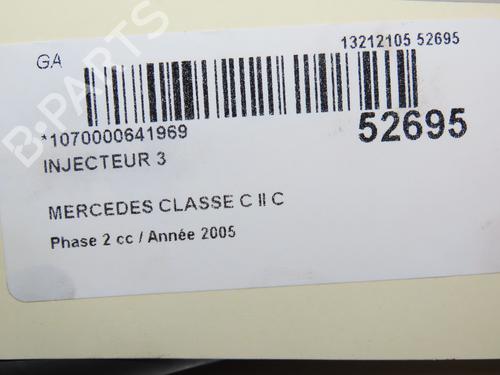 B-PARTS
GA
13212105 52695
*1070000641969
52695
INJECTEUR 3
MERCEDES CLASSE C II C
Phase 2 cc / Année 2005